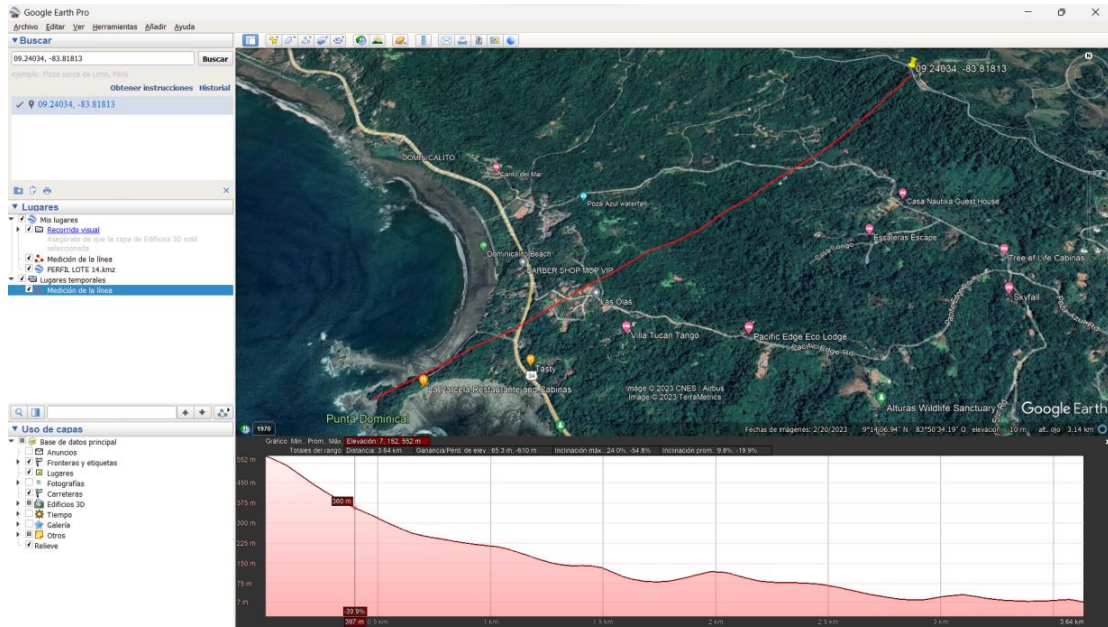 Google Earth Pro
Archivo Editar Ver Herramientas Añadir Ayuda
Buscar
09.24034, -83.81813
Buscar
ejemplo: Pizza cerca de Lima, Perú
Obtener instrucciones Historial
09.24034, -83.81813
Lugares
Mis lugares
Recorrido visual
Asegúrate de que la capa de Edificios 3D esté
seleccionada
Medición de la línea
PERFIL LOTE 14.kmz
Lugares temporales
Medición de la línea
Uso de capas
Base de datos principal
Anuncios
Fronteras y etiquetas
Lugares
Fotografías
Carreteras
Edificios 3D
Tiempo
Galería
Otros
Relieve
09.24034, -83.81813
N
DOMINICALITO
Canto del Mar
Poza Azul waterfall
Casa Nautika Guest House
Escaleras Escape
Tree of Life Cabinas
Dominicalito Beach
BARBER SHOP MOP VIP
Las Olas
Skyfall
Villa Tucan Tango
Pacific Edge Eco Lodge
Pacific Edge Rd
Poza Azul Rd
Tasty
34
La Parcela Restaurante and Cabinas
Punta Dominical
Image © 2023 CNES / Airbus
Image © 2023 TerraMetrics
Alturas Wildlife Sanctuary
Google Earth
1970
Fechas de imágenes: 2/20/2023 9°14'06.94" N 83°50'34.19" O elevación 10 m alt. ojo 3.14 km
Gráfico: Mín., Prom., Máx. Elevación: 7, 152, 552 m
Totales del rango: Distancia: 3.64 km Ganancia/Pérd. de elev.: 65.3 m, -610 m Inclinación máx.: 24.0%, -54.8% Inclinación prom.: 9.8%, -19.9%
552 m
450 m
375 m
360 m
300 m
225 m
150 m
75 m
7 m
-39.9%
397 m 0.5 km 1 km 1.5 km 2 km 2.5 km 3 km 3.64 km